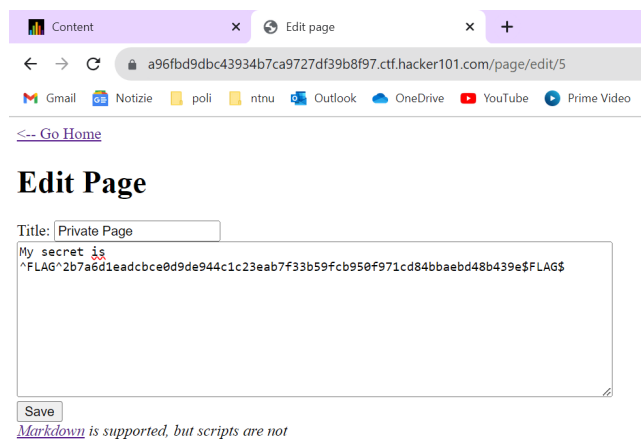 Content
Edit page
a96fbd9dbc43934b7ca9727df39b8f97.ctf.hacker101.com/page/edit/5
Gmail Notizie poli ntnu Outlook OneDrive YouTube Prime Video
<-- Go Home
Edit Page
Title: Private Page
My secret is
^FLAG^2b7a6d1eadcbce0d9de944c1c23eab7f33b59fcb950f971cd84bbaebd48b439e$FLAG$
Save
Markdown is supported, but scripts are not